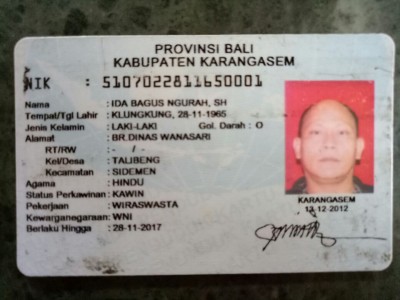 PROVINSI BALI
KABUPATEN KARANGASEM
NIK : 5107022811650001
Nama : IDA BAGUS NGURAH, SH
Tempat/Tgl Lahir : KLUNGKUNG, 28-11-1965
Jenis Kelamin : LAKI-LAKI Gol. Darah : O
Alamat : BR.DINAS WANASARI
RT/RW : - / -
Kel/Desa : TALIBENG
Kecamatan : SIDEMEN
Agama : HINDU
Status Perkawinan : KAWIN
Pekerjaan : WIRASWASTA
Kewarganegaraan : WNI
Berlaku Hingga : 28-11-2017
KARANGASEM
13-12-2012